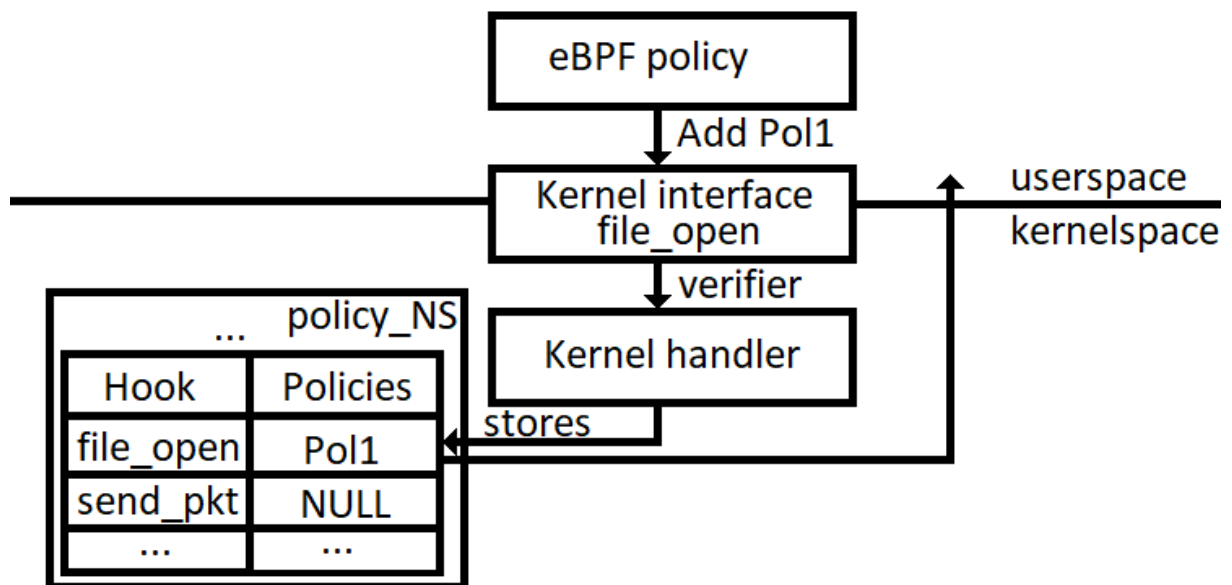 eBPF policy
Add Pol1
Kernel interface
file_open
userspace
kernelspace
verifier
policy_NS
...
Kernel handler
Hook Policies
stores
file_open Pol1
send_pkt NULL
... ...